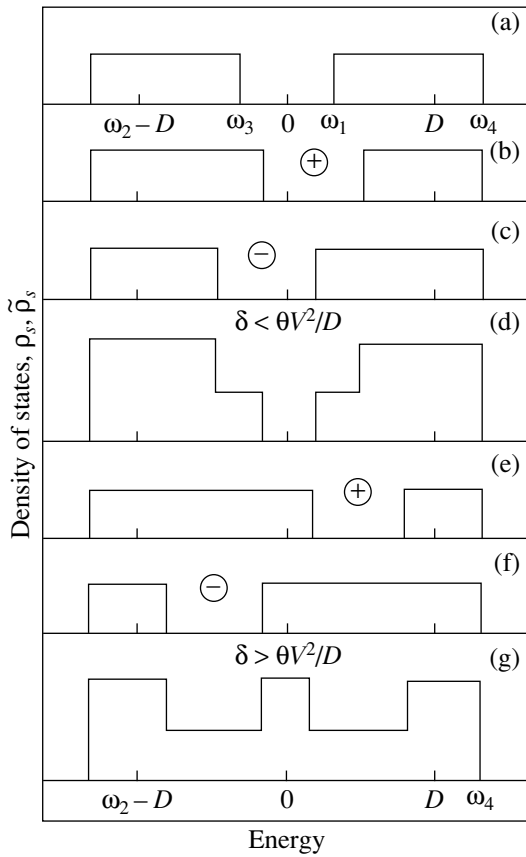 (a)
ω₂ – D ω₃ 0 ω₁ D ω₄
(b)
+
(c)
–
δ < θV²/D
(d)
(e)
+
(f)
–
δ > θV²/D
(g)
ω₂ – D 0 D ω₄
Energy
Density of states, ρₛ, ρ̃ₛ